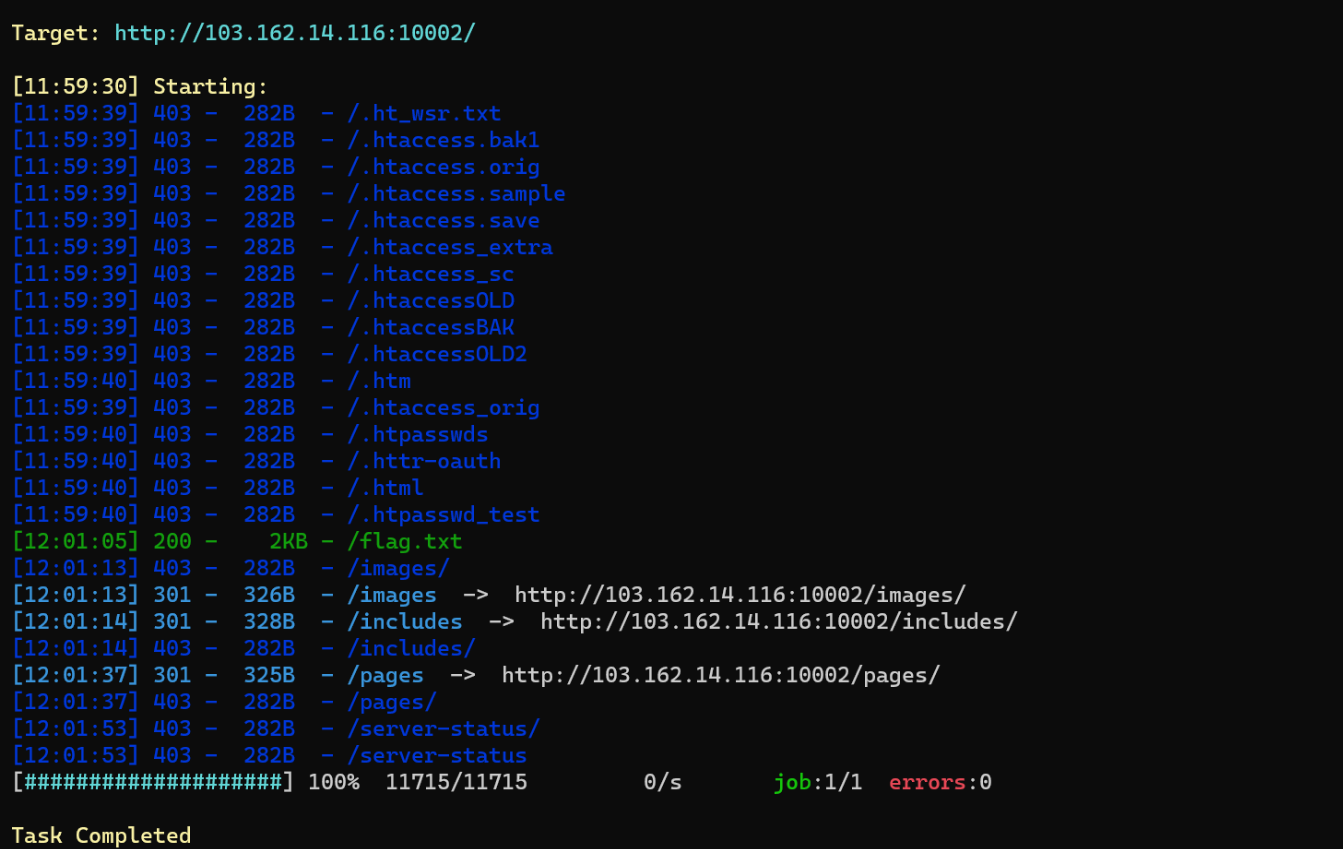 Target: http://103.162.14.116:10002/
[11:59:30] Starting:
[11:59:39] 403 -  282B  - /.ht_wsr.txt
[11:59:39] 403 -  282B  - /.htaccess.bak1
[11:59:39] 403 -  282B  - /.htaccess.orig
[11:59:39] 403 -  282B  - /.htaccess.sample
[11:59:39] 403 -  282B  - /.htaccess.save
[11:59:39] 403 -  282B  - /.htaccess_extra
[11:59:39] 403 -  282B  - /.htaccess_sc
[11:59:39] 403 -  282B  - /.htaccessOLD
[11:59:39] 403 -  282B  - /.htaccessBAK
[11:59:39] 403 -  282B  - /.htaccessOLD2
[11:59:40] 403 -  282B  - /.htm
[11:59:39] 403 -  282B  - /.htaccess_orig
[11:59:40] 403 -  282B  - /.htpasswds
[11:59:40] 403 -  282B  - /.httr-oauth
[11:59:40] 403 -  282B  - /.html
[11:59:40] 403 -  282B  - /.htpasswd_test
[12:01:05] 200 -    2KB - /flag.txt
[12:01:13] 403 -  282B  - /images/
[12:01:13] 301 -  326B  - /images  ->  http://103.162.14.116:10002/images/
[12:01:14] 301 -  328B  - /includes  ->  http://103.162.14.116:10002/includes/
[12:01:14] 403 -  282B  - /includes/
[12:01:37] 301 -  325B  - /pages  ->  http://103.162.14.116:10002/pages/
[12:01:37] 403 -  282B  - /pages/
[12:01:53] 403 -  282B  - /server-status/
[12:01:53] 403 -  282B  - /server-status
[####################] 100%  11715/11715         0/s       job:1/1  errors:0
Task Completed